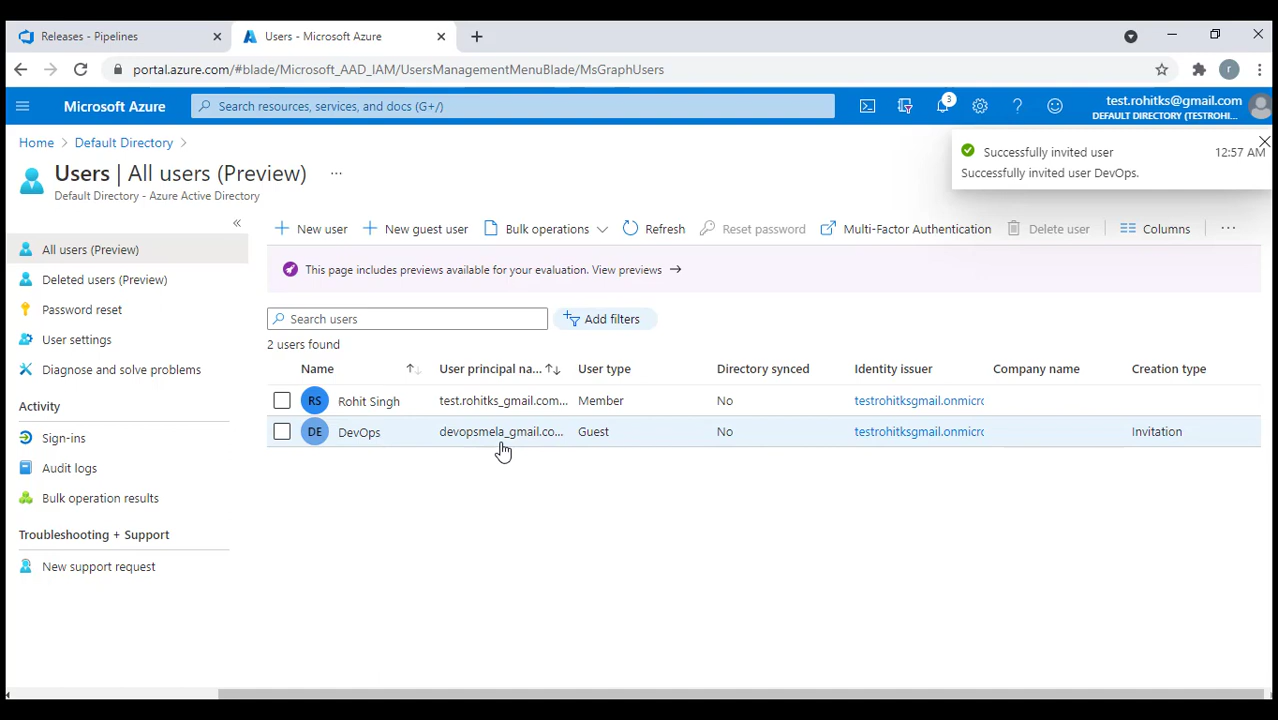 Releases - Pipelines
Users - Microsoft Azure
portal.azure.com/#blade/Microsoft_AAD_IAM/UsersManagementMenuBlade/MsGraphUsers
r
Microsoft Azure
Search resources, services, and docs (G+/)
3
test.rohitks@gmail.com
DEFAULT DIRECTORY (TESTROHI...
Home
Default Directory
Successfully invited user
12:57 AM
Successfully invited user DevOps.
Users | All users (Preview)
Default Directory - Azure Active Directory
All users (Preview)
Deleted users (Preview)
Password reset
User settings
Diagnose and solve problems
Activity
Sign-ins
Audit logs
Bulk operation results
Troubleshooting + Support
New support request
New user
New guest user
Bulk operations
Refresh
Reset password
Multi-Factor Authentication
Delete user
Columns
This page includes previews available for your evaluation. View previews
Search users
Add filters
2 users found
Name User principal na... User type Directory synced Identity issuer Company name Creation type
RS Rohit Singh test.rohitks_gmail.com... Member No testrohitksgmail.onmicrc
DE DevOps devopsmela_gmail.co... Guest No testrohitksgmail.onmicrc Invitation